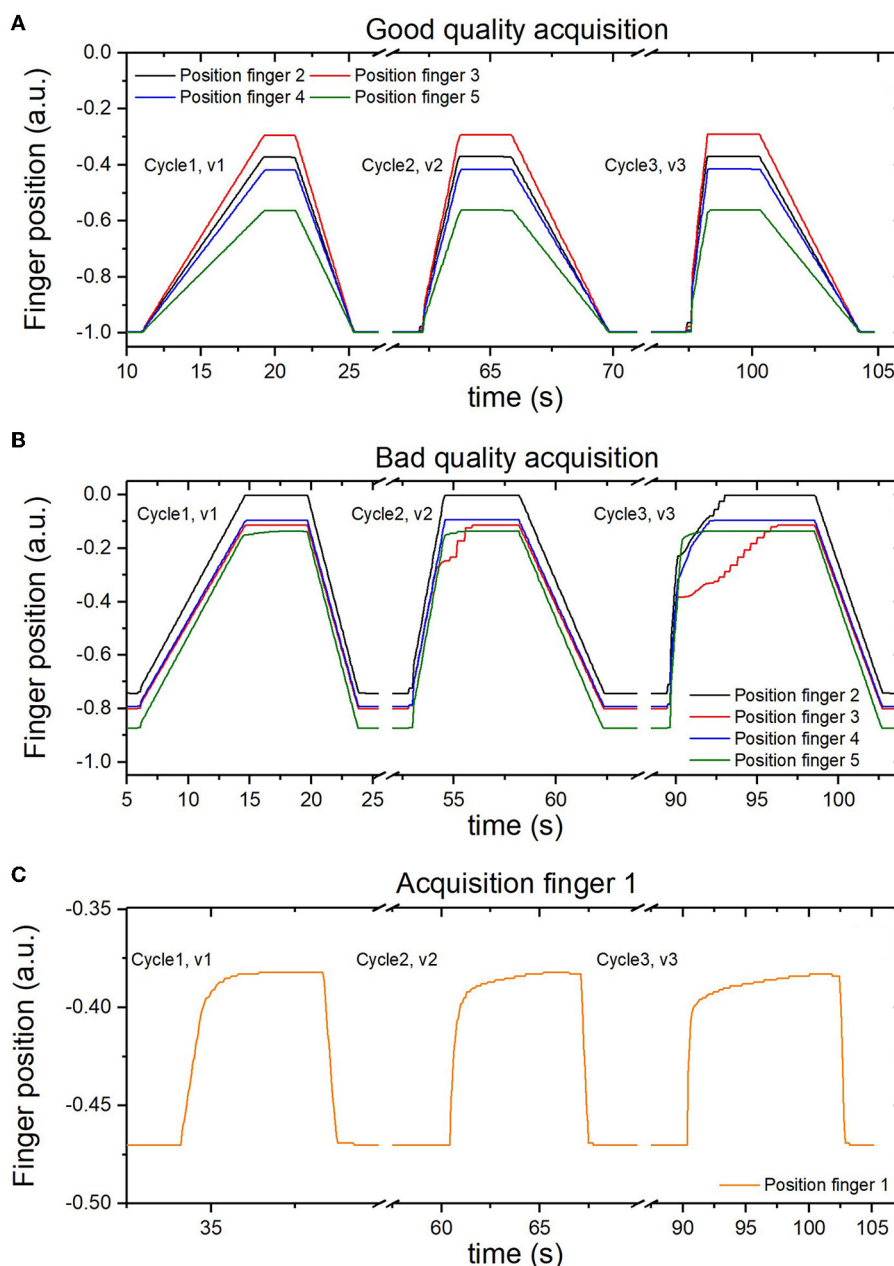 A
Good quality acquisition
Finger position (a.u.)
0.0
-0.2
-0.4
-0.6
-0.8
-1.0
Position finger 2 Position finger 3
Position finger 4 Position finger 5
Cycle1, v1 Cycle2, v2 Cycle3, v3
10 15 20 25 65 70 100 105
time (s)
B
Bad quality acquisition
Finger position (a.u.)
0.0
-0.2
-0.4
-0.6
-0.8
-1.0
Cycle1, v1 Cycle2, v2 Cycle3, v3
Position finger 2
Position finger 3
Position finger 4
Position finger 5
5 10 15 20 25 55 60 90 95 100
time (s)
C
Acquisition finger 1
Finger position (a.u.)
-0.35
-0.40
-0.45
-0.50
Cycle1, v1 Cycle2, v2 Cycle3, v3
Position finger 1
35 60 65 90 95 100 105
time (s)